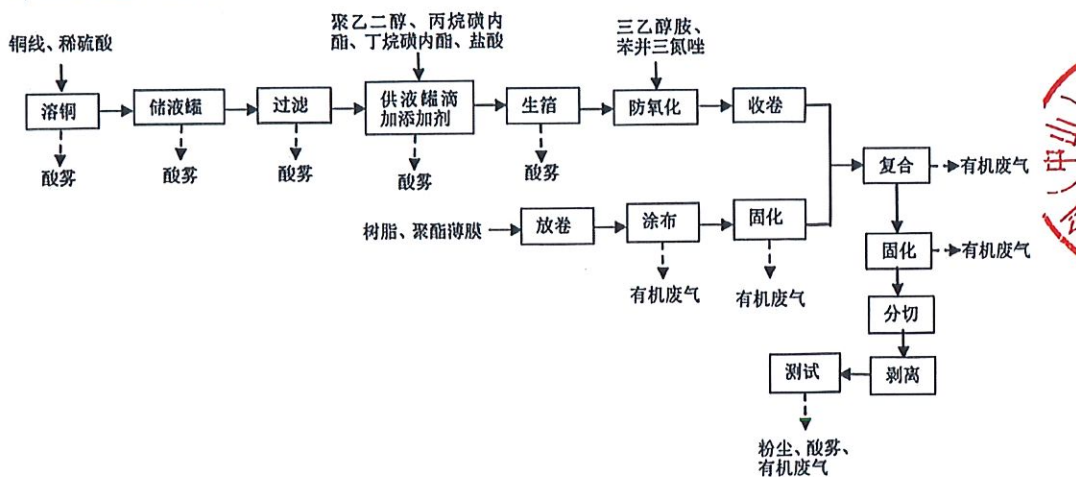 聚乙二醇、丙烷磺内
酯、丁烷磺内酯、盐酸
三乙醇胺、
苯并三氮唑
铜线、稀硫酸
溶铜
储液罐
过滤
供液罐滴
加添加剂
生箔
防氧化
收卷
酸雾
酸雾
酸雾
酸雾
酸雾
复合
有机废气
树脂、聚酯薄膜
放卷
涂布
固化
固化
有机废气
有机废气
有机废气
分切
测试
剥离
粉尘、酸雾、
有机废气